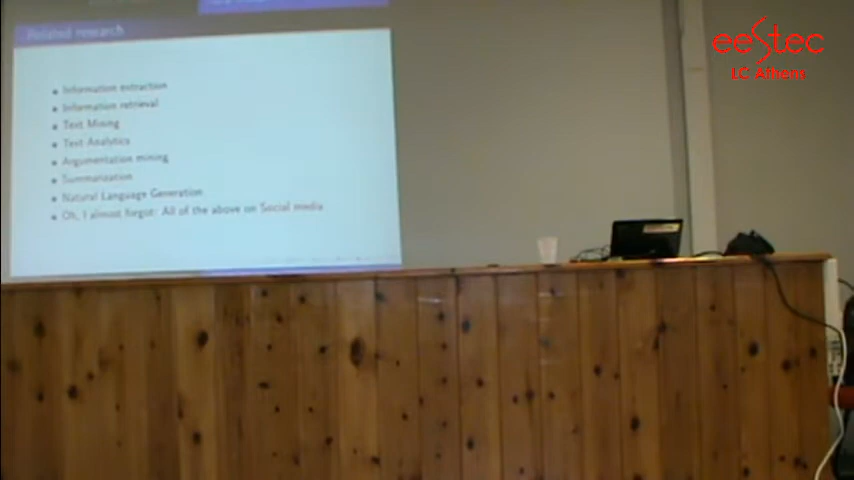 Related research
Information extraction
Information retrieval
Text Mining
Text Analytics
Argumentation mining
Summarization
Natural Language Generation
Oh, I almost forgot: All of the above on Social media
eestec
LC Athens